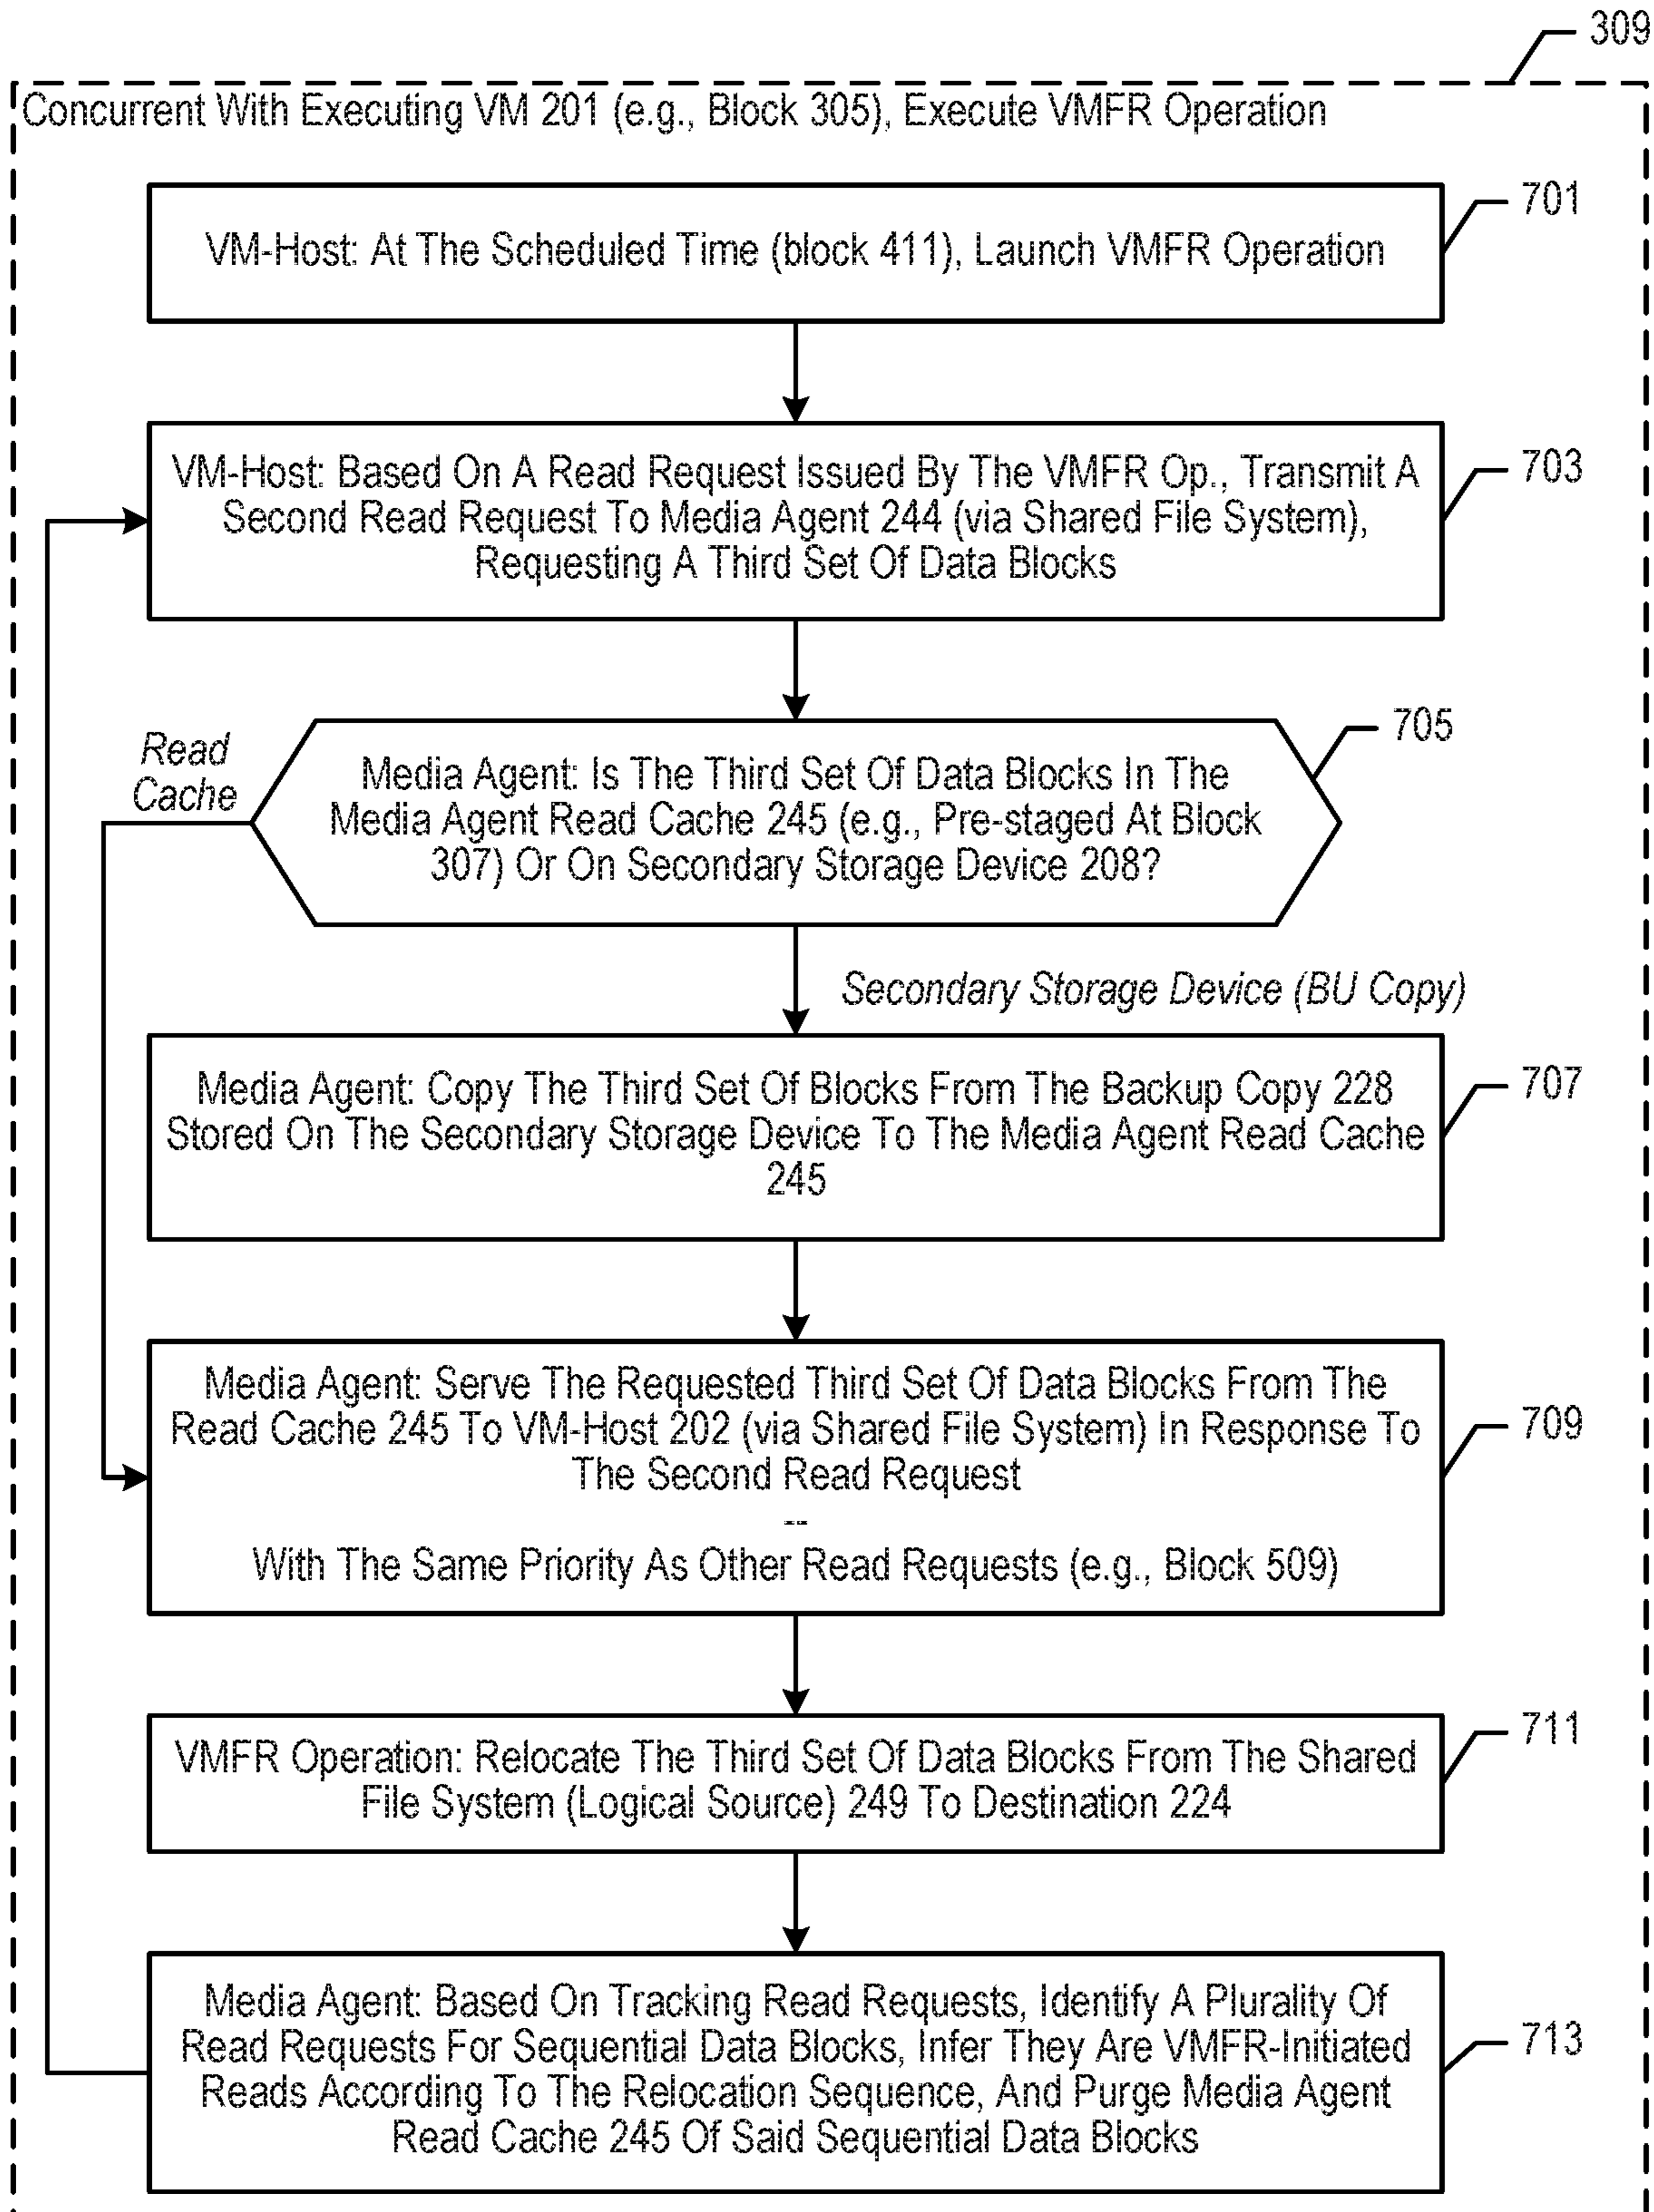 309
Concurrent With Executing VM 201 (e.g., Block 305), Execute VMFR Operation
701
VM-Host: At The Scheduled Time (block 411), Launch VMFR Operation
703
VM-Host: Based On A Read Request Issued By The VMFR Op., Transmit A
Second Read Request To Media Agent 244 (via Shared File System),
Requesting A Third Set Of Data Blocks
705
Read
Cache
Media Agent: Is The Third Set Of Data Blocks In The
Media Agent Read Cache 245 (e.g., Pre-staged At Block
307) Or On Secondary Storage Device 208?
Secondary Storage Device (BU Copy)
707
Media Agent: Copy The Third Set Of Blocks From The Backup Copy 228
Stored On The Secondary Storage Device To The Media Agent Read Cache
245
709
Media Agent: Serve The Requested Third Set Of Data Blocks From The
Read Cache 245 To VM-Host 202 (via Shared File System) In Response To
The Second Read Request
--
With The Same Priority As Other Read Requests (e.g., Block 509)
711
VMFR Operation: Relocate The Third Set Of Data Blocks From The Shared
File System (Logical Source) 249 To Destination 224
713
Media Agent: Based On Tracking Read Requests, Identify A Plurality Of
Read Requests For Sequential Data Blocks, Infer They Are VMFR-Initiated
Reads According To The Relocation Sequence, And Purge Media Agent
Read Cache 245 Of Said Sequential Data Blocks